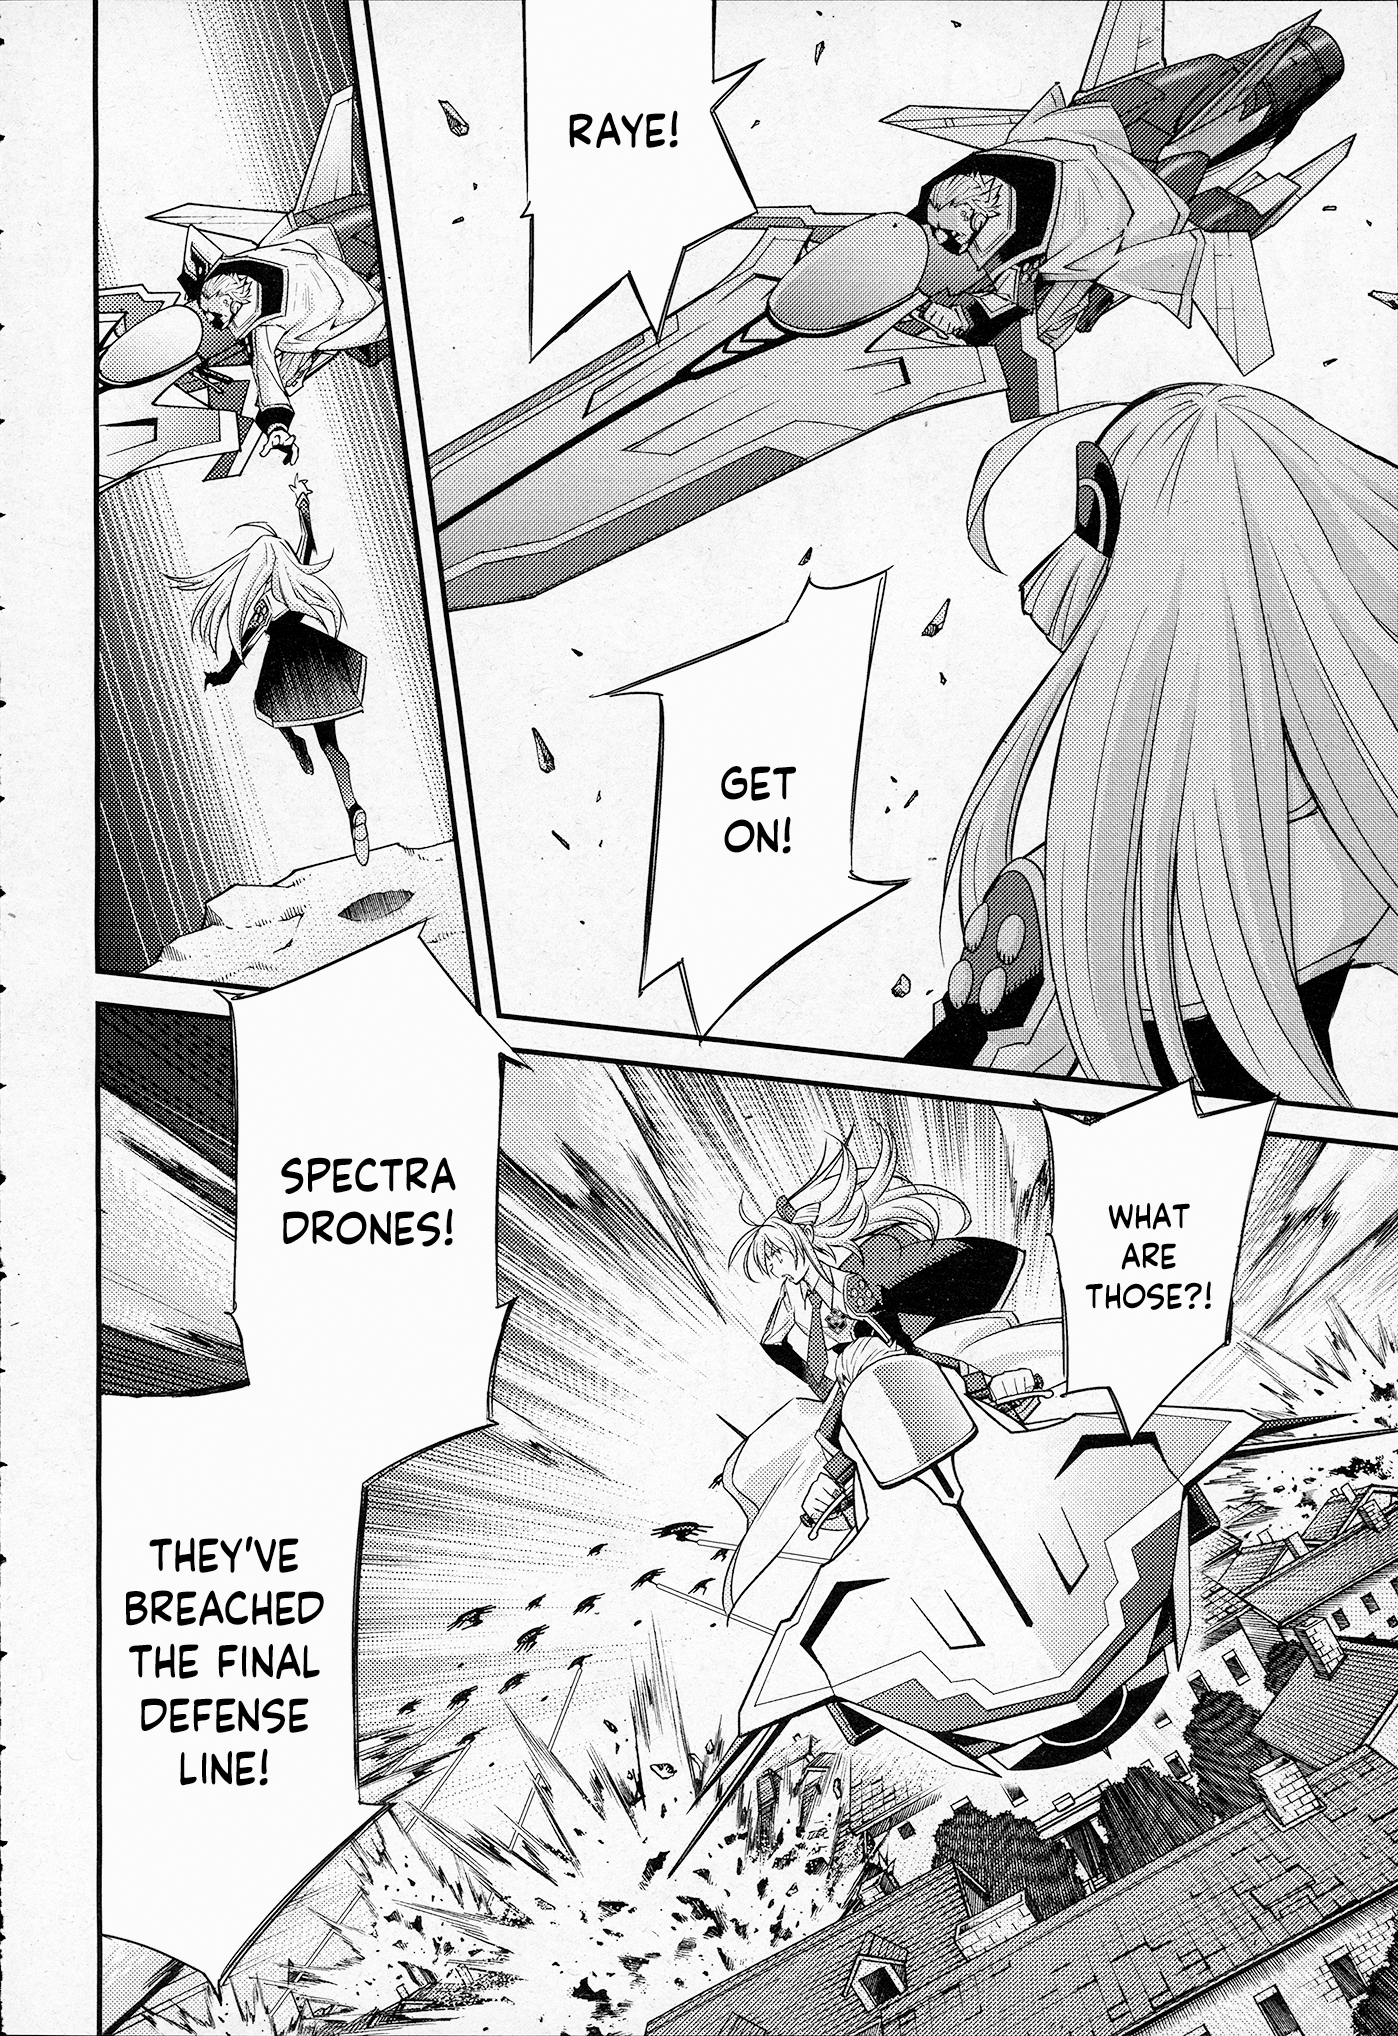 RAYE!
GET
ON!
WHAT
ARE
THOSE?!
SPECTRA
DRONES!
THEY'VE
BREACHED
THE FINAL
DEFENSE
LINE!